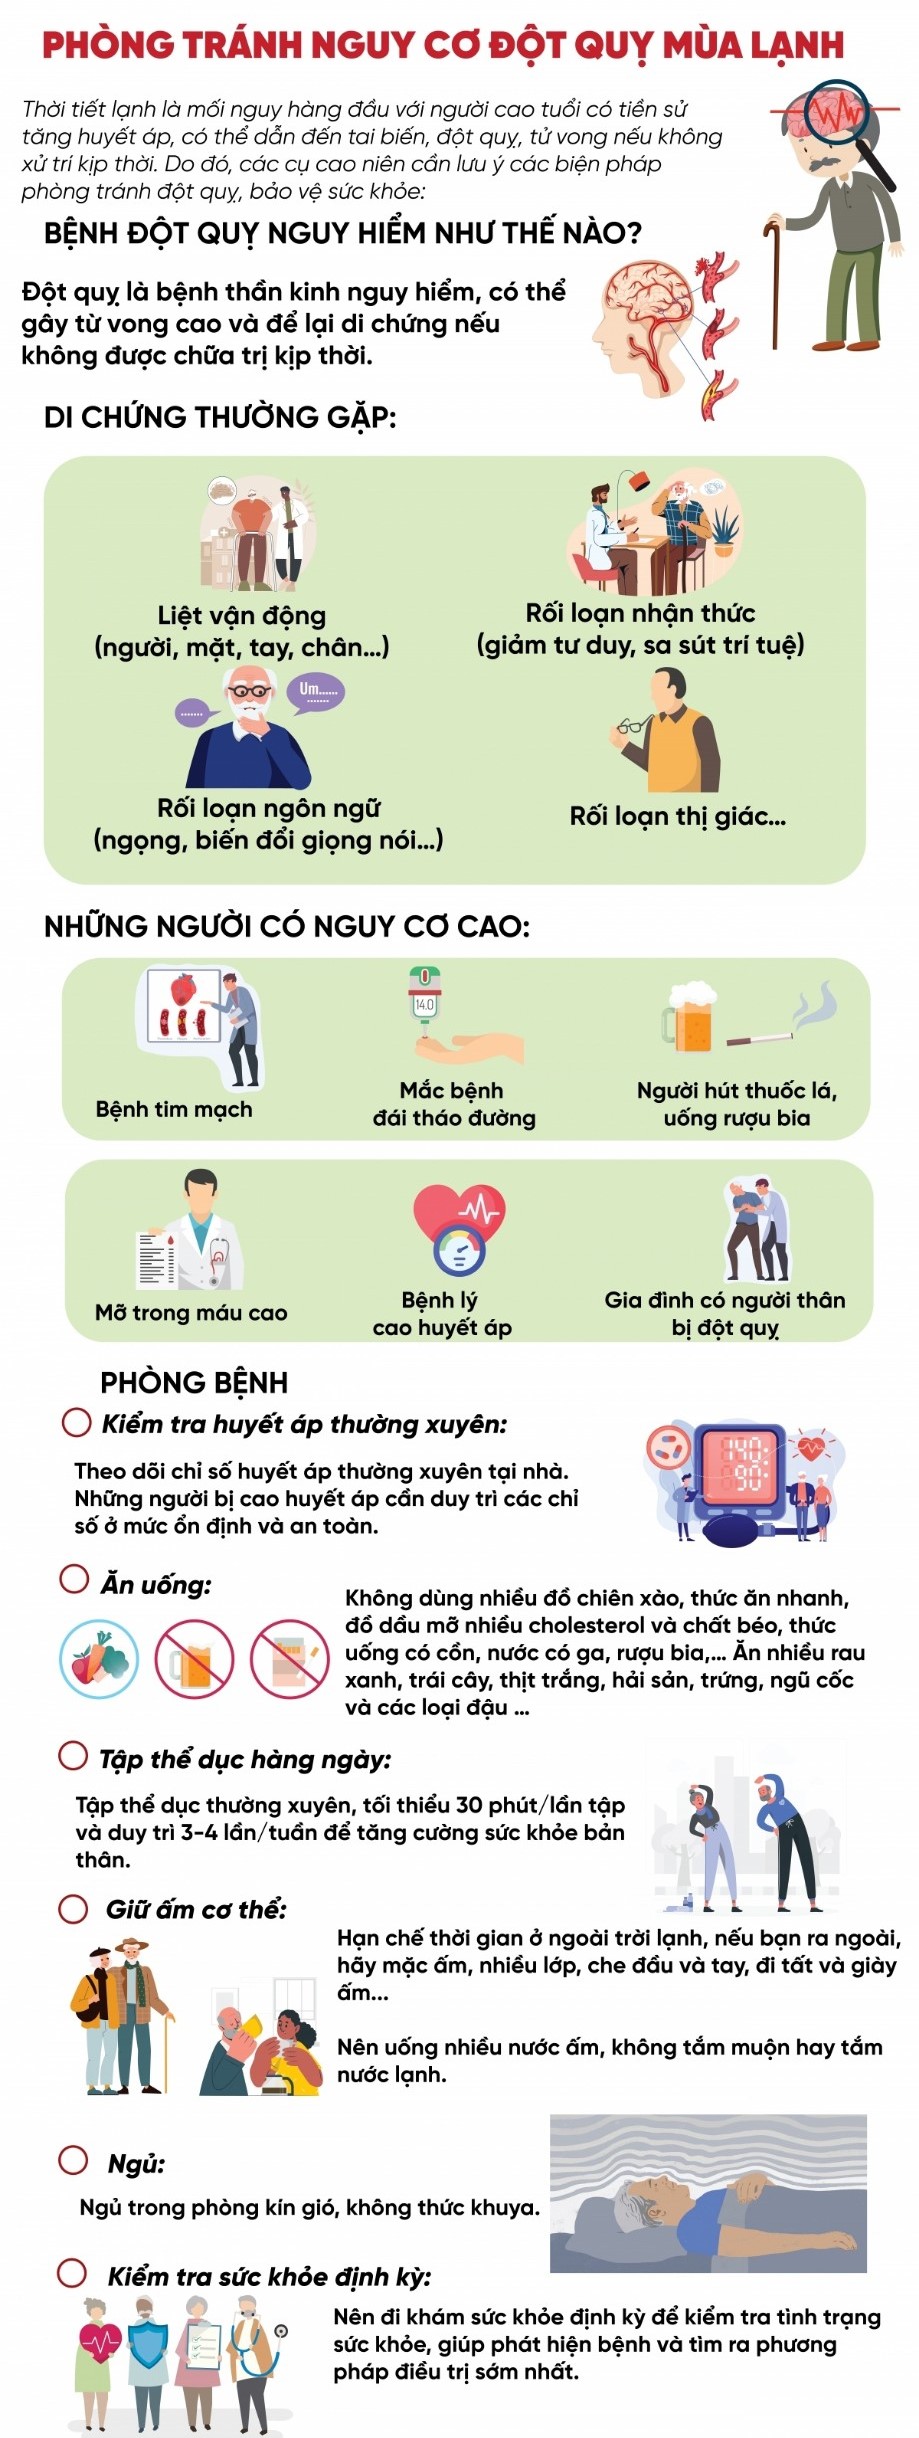 PHÒNG TRÁNH NGUY CƠ ĐỘT QUỴ MÙA LẠNH
Thời tiết lạnh là mối nguy hàng đầu với người cao tuổi có tiền sử
tăng huyết áp, có thể dẫn đến tai biến, đột quỵ, tử vong nếu không
xử trí kịp thời. Do đó, các cụ cao niên cần lưu ý các biện pháp
phòng tránh đột quỵ, bảo vệ sức khỏe:
BỆNH ĐỘT QUỴ NGUY HIỂM NHƯ THẾ NÀO?
Đột quỵ là bệnh thần kinh nguy hiểm, có thể
gây từ vong cao và để lại di chứng nếu
không được chữa trị kịp thời.
DI CHỨNG THƯỜNG GẶP:
Liệt vận động
(người, mặt, tay, chân...)
Rối loạn nhận thức
(giảm tư duy, sa sút trí tuệ)
Um......
.......
.......
Rối loạn ngôn ngữ
(ngọng, biến đổi giọng nói...)
Rối loạn thị giác...
NHỮNG NGƯỜI CÓ NGUY CƠ CAO:
14.0
Bệnh tim mạch
Mắc bệnh
đái tháo đường
Người hút thuốc lá,
uống rượu bia
Mỡ trong máu cao
Bệnh lý
cao huyết áp
Gia đình có người thân
bị đột quỵ
PHÒNG BỆNH
Kiểm tra huyết áp thường xuyên:
Theo dõi chỉ số huyết áp thường xuyên tại nhà.
Những người bị cao huyết áp cần duy trì các chỉ
số ở mức ổn định và an toàn.
140
90
Ăn uống:
Không dùng nhiều đồ chiên xào, thức ăn nhanh,
đồ dầu mỡ nhiều cholesterol và chất béo, thức
uống có cồn, nước có ga, rượu bia,... Ăn nhiều rau
xanh, trái cây, thịt trắng, hải sản, trứng, ngũ cốc
và các loại đậu ...
Tập thể dục hàng ngày:
Tập thể dục thường xuyên, tối thiểu 30 phút/lần tập
và duy trì 3-4 lần/tuần để tăng cường sức khỏe bản
thân.
Giữ ấm cơ thể:
Hạn chế thời gian ở ngoài trời lạnh, nếu bạn ra ngoài,
hãy mặc ấm, nhiều lớp, che đầu và tay, đi tất và giày
ấm...
Nên uống nhiều nước ấm, không tắm muộn hay tắm
nước lạnh.
Ngủ:
Ngủ trong phòng kín gió, không thức khuya.
Kiểm tra sức khỏe định kỳ:
Nên đi khám sức khỏe định kỳ để kiểm tra tình trạng
sức khỏe, giúp phát hiện bệnh và tìm ra phương
pháp điều trị sớm nhất.